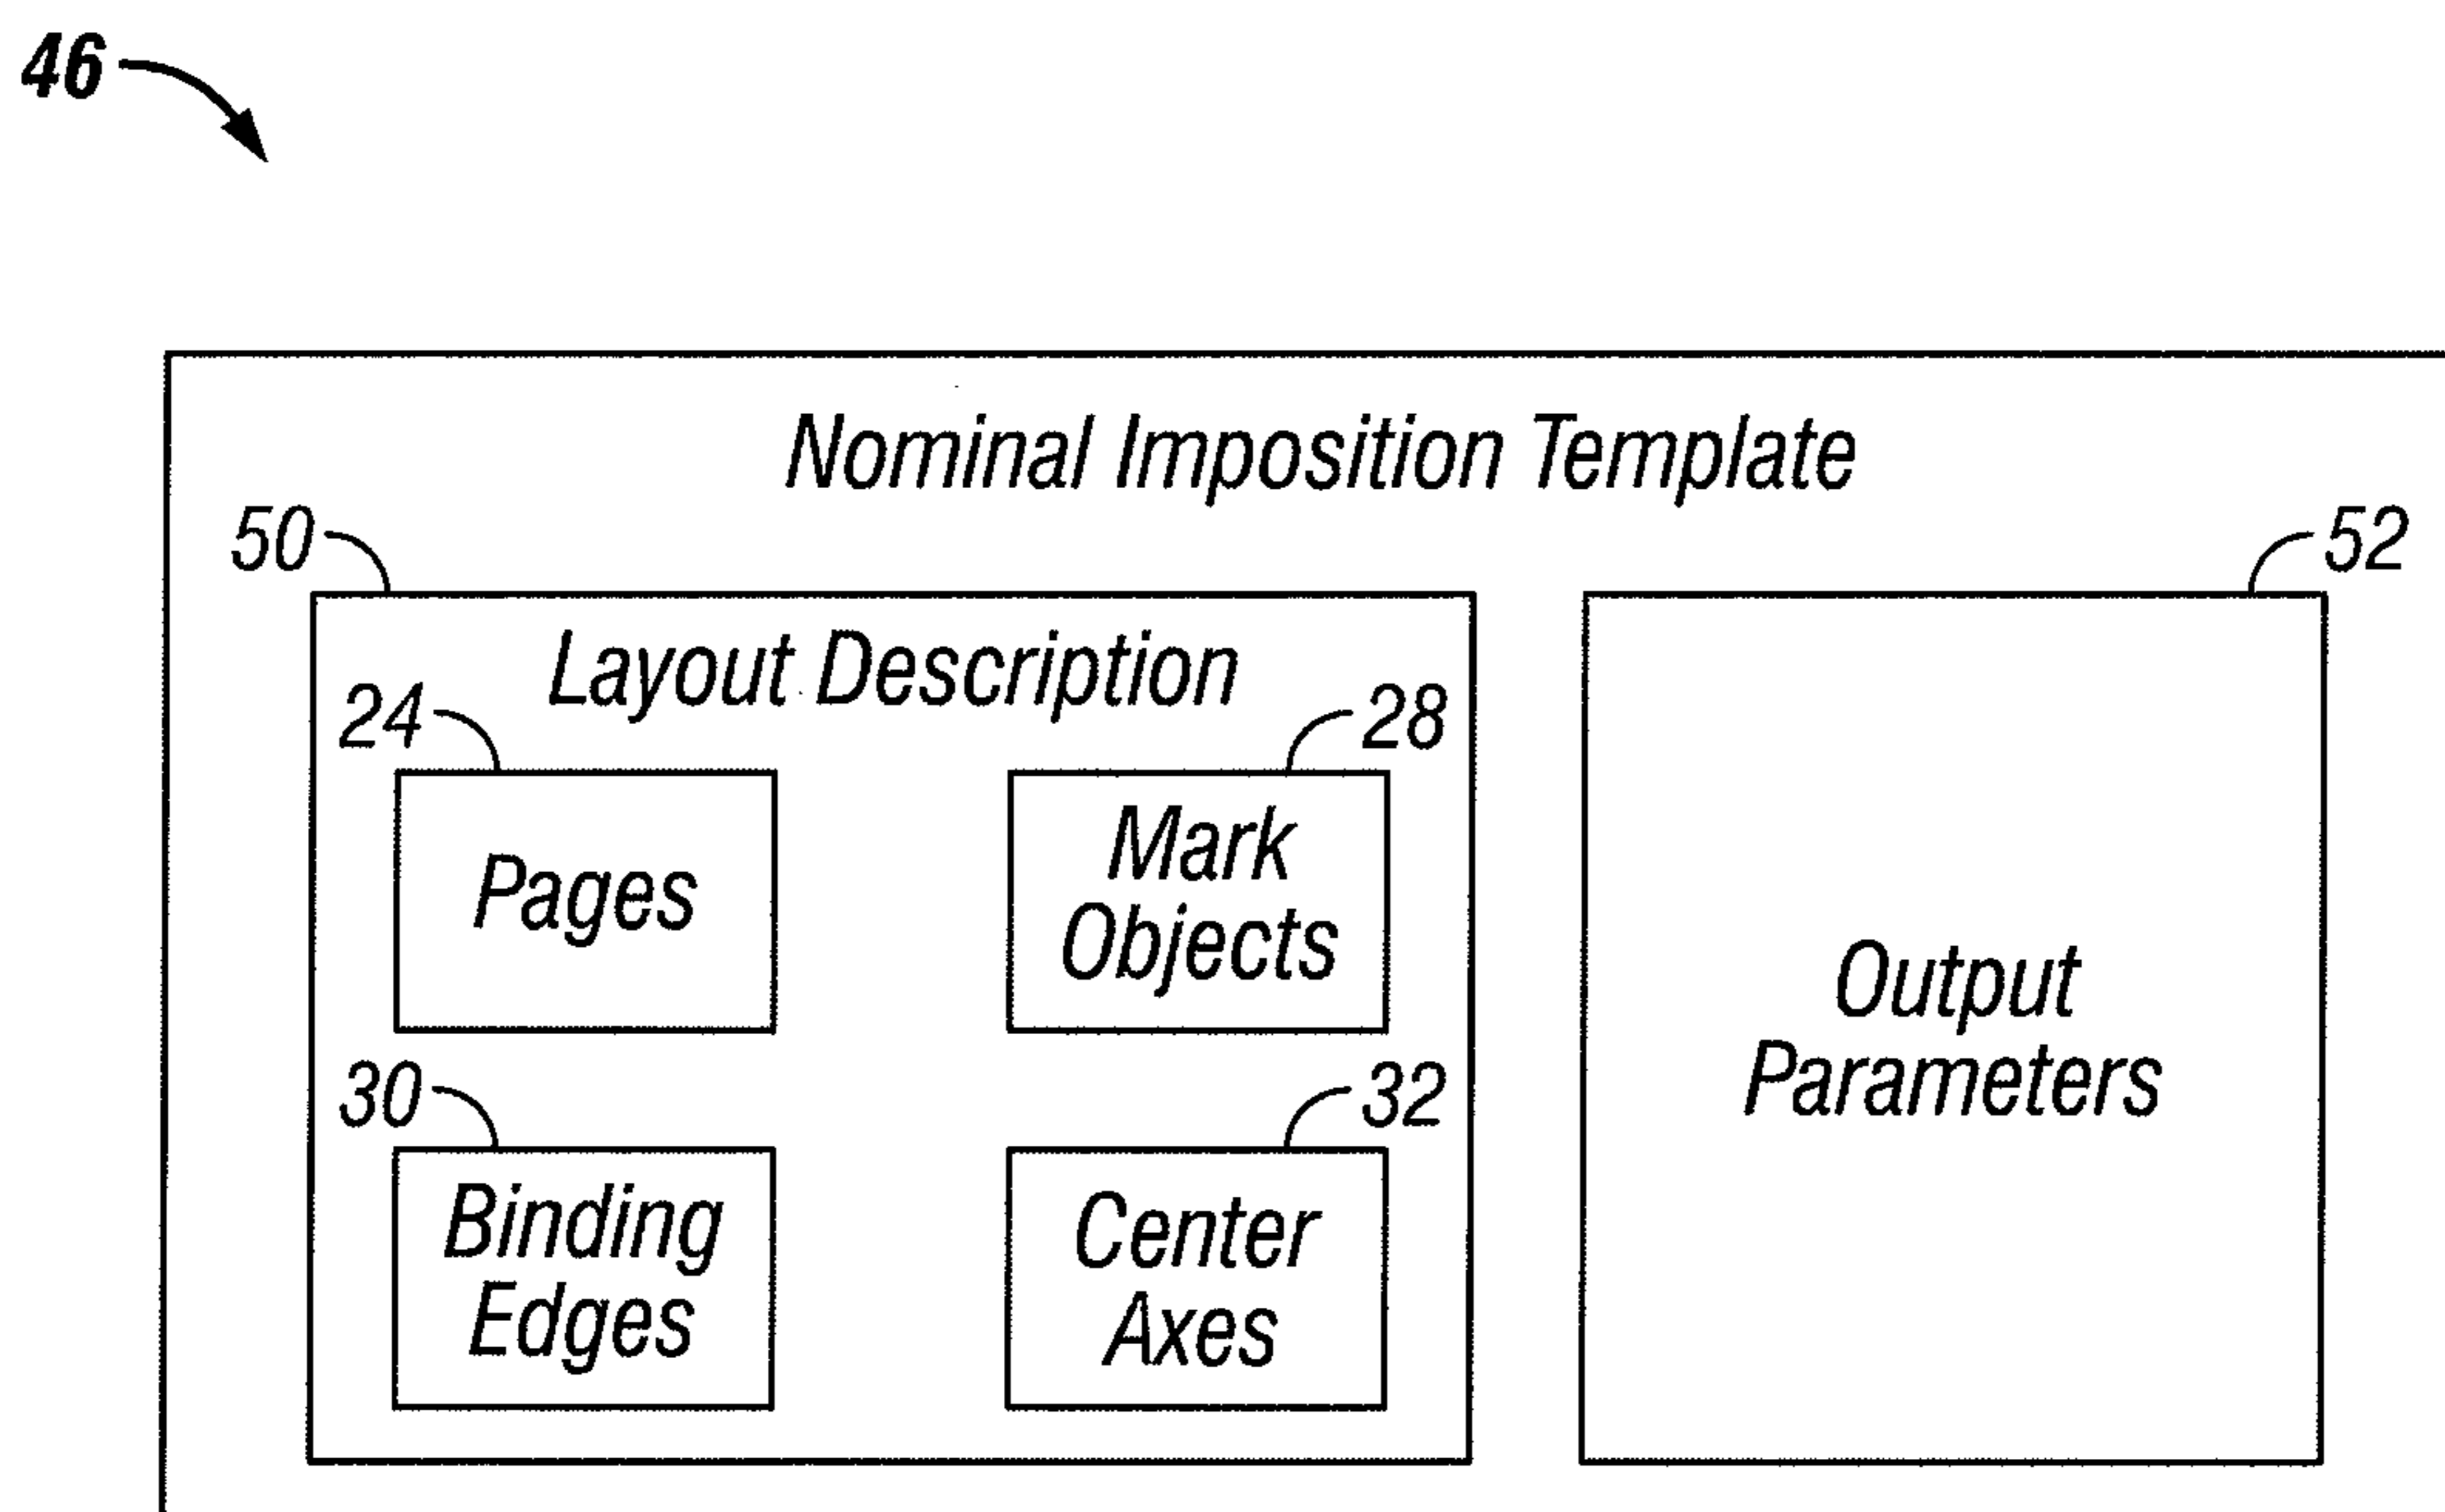 46
Nominal Imposition Template
50
52
Layout Description
24
28
Pages
Mark
Objects
30
32
Binding
Edges
Center
Axes
Output
Parameters